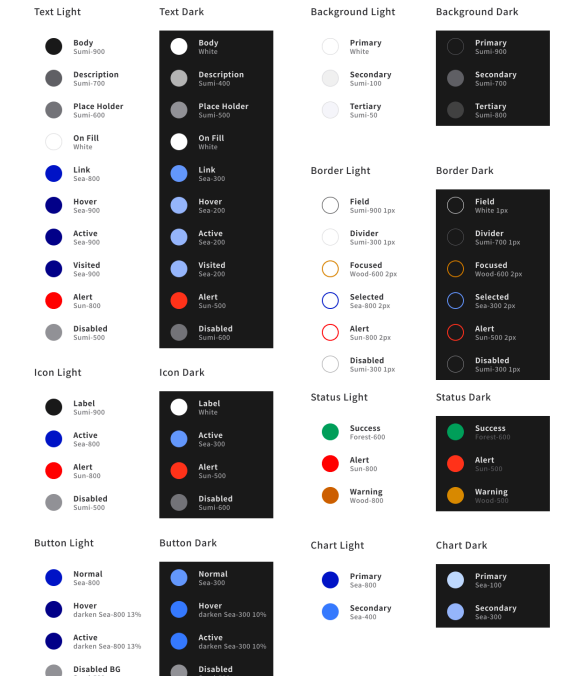 Text Light
Body
Sumi-900
Description
Sumi-700
Place Holder
Sumi-600
On Fill
White
Link
Sea-800
Hover
Sea-900
Active
Sea-900
Visited
Sea-900
Alert
Sun-800
Disabled
Sumi-500
Text Dark
Body
White
Description
Sumi-400
Place Holder
Sumi-500
On Fill
White
Link
Sea-300
Hover
Sea-200
Active
Sea-200
Visited
Sea-200
Alert
Sun-500
Disabled
Sumi-600
Icon Light
Label
Sumi-900
Active
Sea-800
Alert
Sun-800
Disabled
Sumi-500
Icon Dark
Label
White
Active
Sea-300
Alert
Sun-500
Disabled
Sumi-600
Button Light
Normal
Sea-800
Hover
darken Sea-800 13%
Active
darken Sea-800 13%
Disabled BG
Button Dark
Normal
Sea-300
Hover
darken Sea-300 10%
Active
darken Sea-300 10%
Disabled
Background Light
Primary
White
Secondary
Sumi-100
Tertiary
Sumi-50
Background Dark
Primary
Sumi-900
Secondary
Sumi-700
Tertiary
Sumi-800
Border Light
Field
Sumi-900 1px
Divider
Sumi-300 1px
Focused
Wood-600 2px
Selected
Sea-800 2px
Alert
Sun-800 2px
Disabled
Sumi-300 1px
Border Dark
Field
White 1px
Divider
Sumi-700 1px
Focused
Wood-600 2px
Selected
Sea-300 2px
Alert
Sun-500 2px
Disabled
Sumi-300 1px
Status Light
Success
Forest-600
Alert
Sun-800
Warning
Wood-800
Status Dark
Success
Forest-600
Alert
Sun-500
Warning
Wood-500
Chart Light
Primary
Sea-800
Secondary
Sea-400
Chart Dark
Primary
Sea-100
Secondary
Sea-300